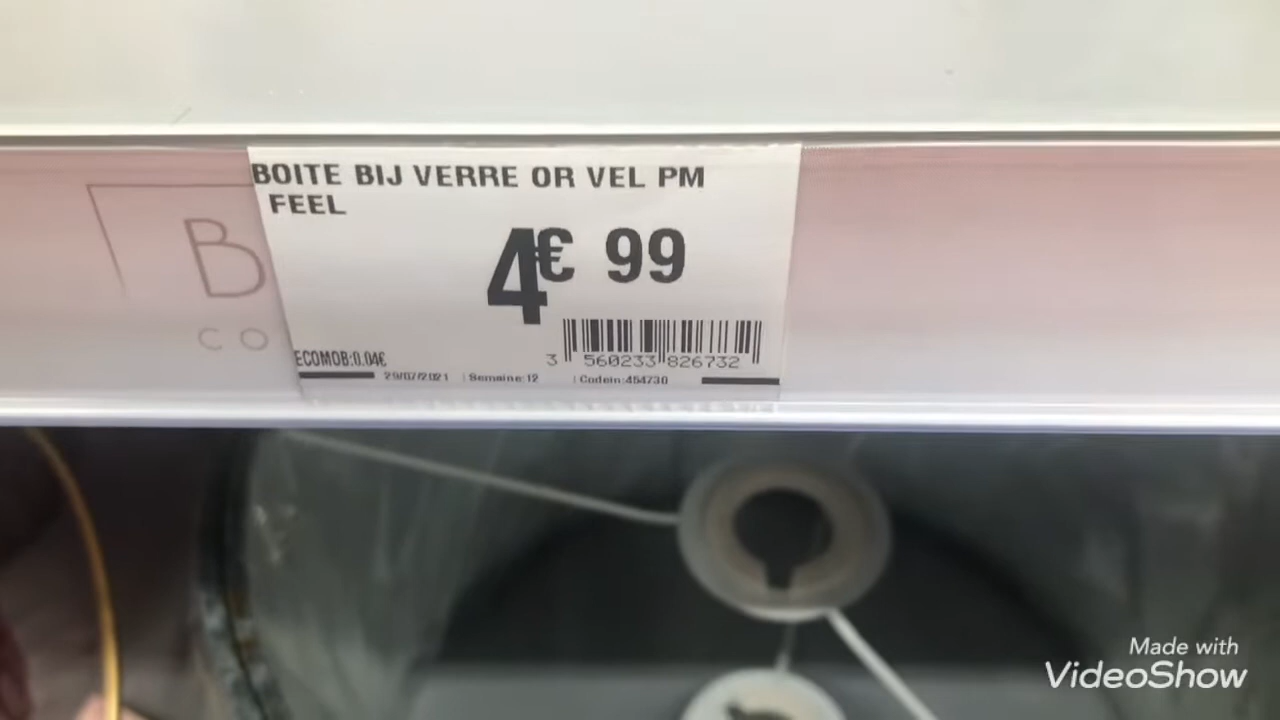 BOITE BIJ VERRE OR VEL PM
FEEL
4€ 99
3 560233 826732
ECOMOB:0.04€
29/07/2021 | Semaine:12 | Codein:454730
B
CO
Made with
VideoShow